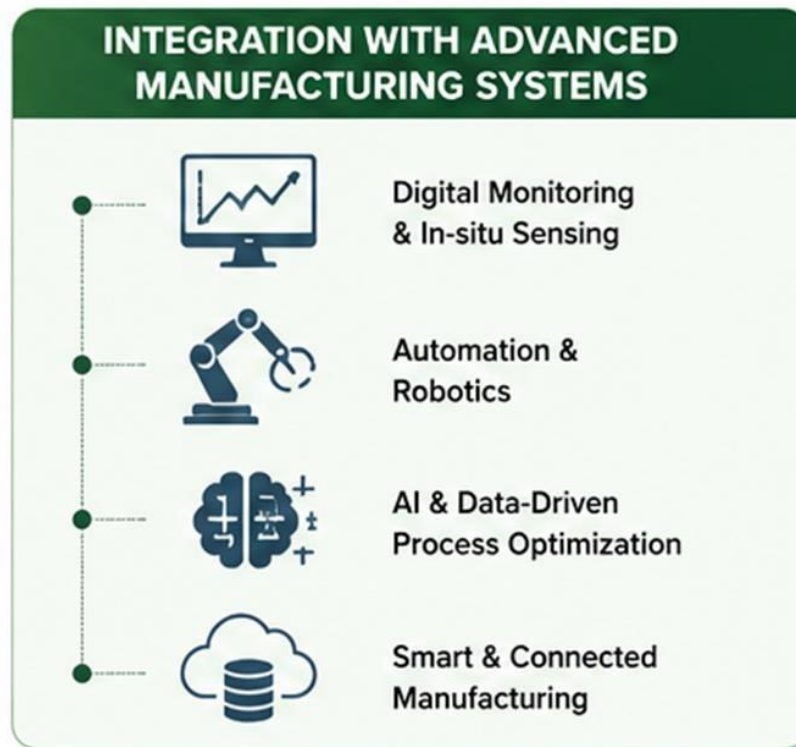 INTEGRATION WITH ADVANCED
MANUFACTURING SYSTEMS
Digital Monitoring
& In-situ Sensing
Automation &
Robotics
AI & Data-Driven
Process Optimization
Smart & Connected
Manufacturing